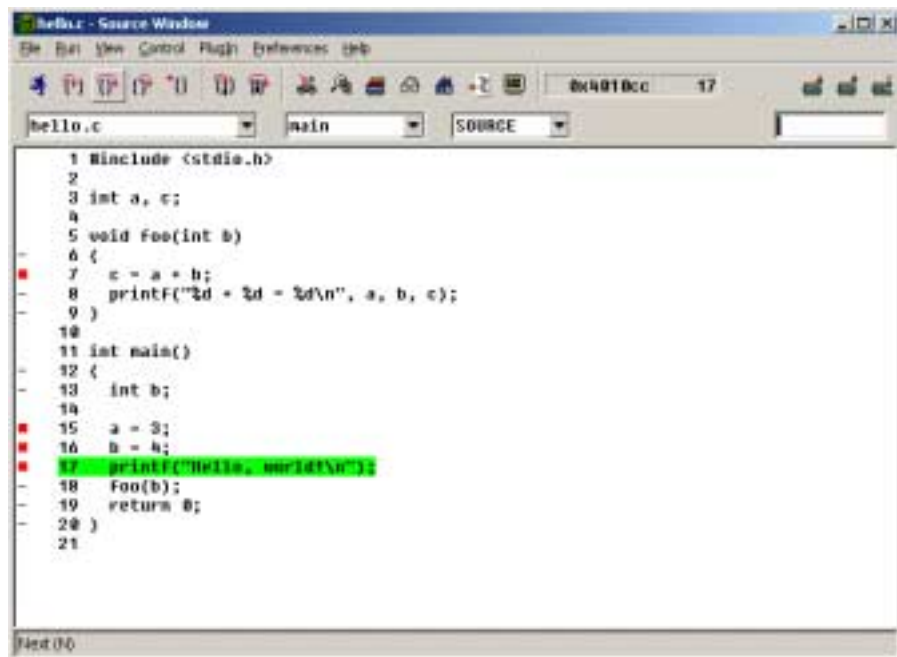 hello.c - Source Window
File Run View Control PlugIn Preferences Help
0x4010cc 17
hello.c main SOURCE
1 #include <stdio.h>
2
3 int a, c;
4
5 void foo(int b)
6 {
7 c = a + b;
8 printf("%d + %d = %d\n", a, b, c);
9 }
10
11 int main()
12 {
13 int b;
14
15 a = 3;
16 b = 4;
17 printf("Hello, world!\n");
18 foo(b);
19 return 0;
20 }
21
Next (N)